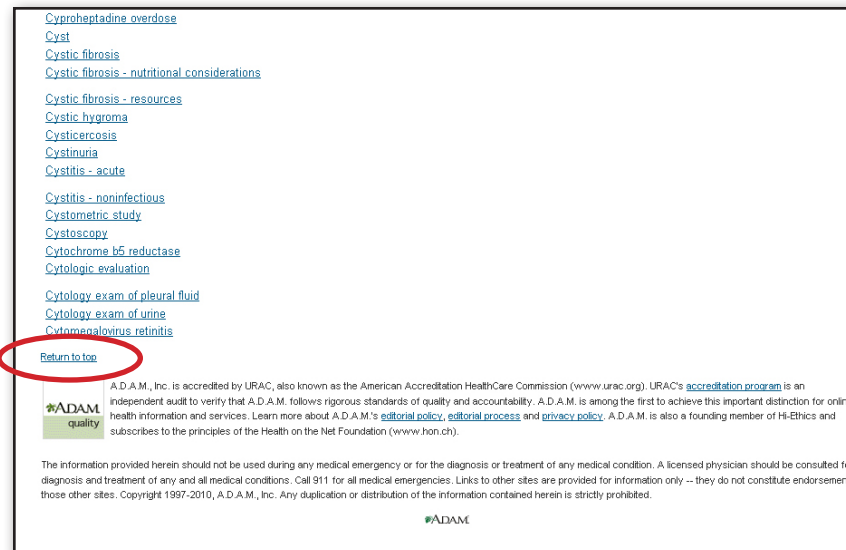 Cyproheptadine overdose
Cyst
Cystic fibrosis
Cystic fibrosis - nutritional considerations
Cystic fibrosis - resources
Cystic hygroma
Cysticercosis
Cystinuria
Cystitis - acute
Cystitis - noninfectious
Cystometric study
Cystoscopy
Cytochrome b5 reductase
Cytologic evaluation
Cytology exam of pleural fluid
Cytology exam of urine
Cytomegalovirus retinitis
Return to top
A.D.A.M., Inc. is accredited by URAC, also known as the American Accreditation HealthCare Commission (www.urac.org). URAC's accreditation program is an
independent audit to verify that A.D.A.M. follows rigorous standards of quality and accountability. A.D.A.M. is among the first to achieve this important distinction for
health information and services. Learn more about A.D.A.M.'s editorial policy, editorial process and privacy policy. A.D.A.M. is also a founding member of Hi-Ethics and
subscribes to the principles of the Health on the Net Foundation (www.hon.ch).
ADAM
quality
The information provided herein should not be used during any medical emergency or for the diagnosis or treatment of any medical condition. A licensed physician should be consulted
diagnosis and treatment of any and all medical conditions. Call 911 for all medical emergencies. Links to other sites are provided for information only -- they do not constitute
those other sites. Copyright 1997-2010, A.D.A.M., Inc. Any duplication or distribution of the information contained herein is strictly prohibited.
ADAM